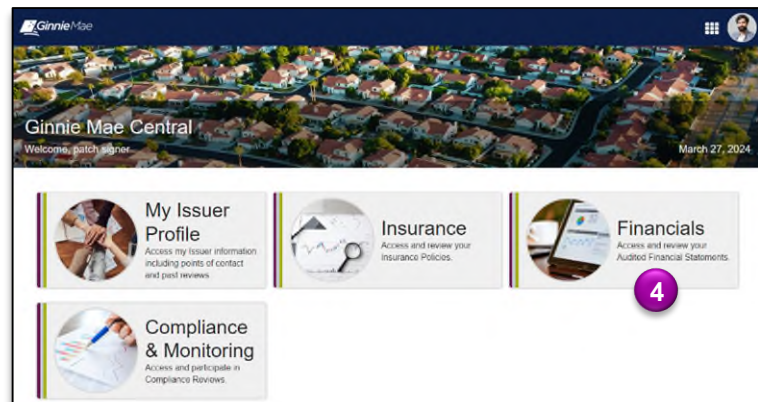 GinnieMae
Ginnie Mae Central
Welcome, patch signer
March 27, 2024
My Issuer
Profile
Access my Issuer information
including points of contact
and past reviews
Insurance
Access and review your
Insurance Policies.
Financials
Access and review your
Audited Financial Statements.
4
Compliance
& Monitoring
Access and participate in
Compliance Reviews.